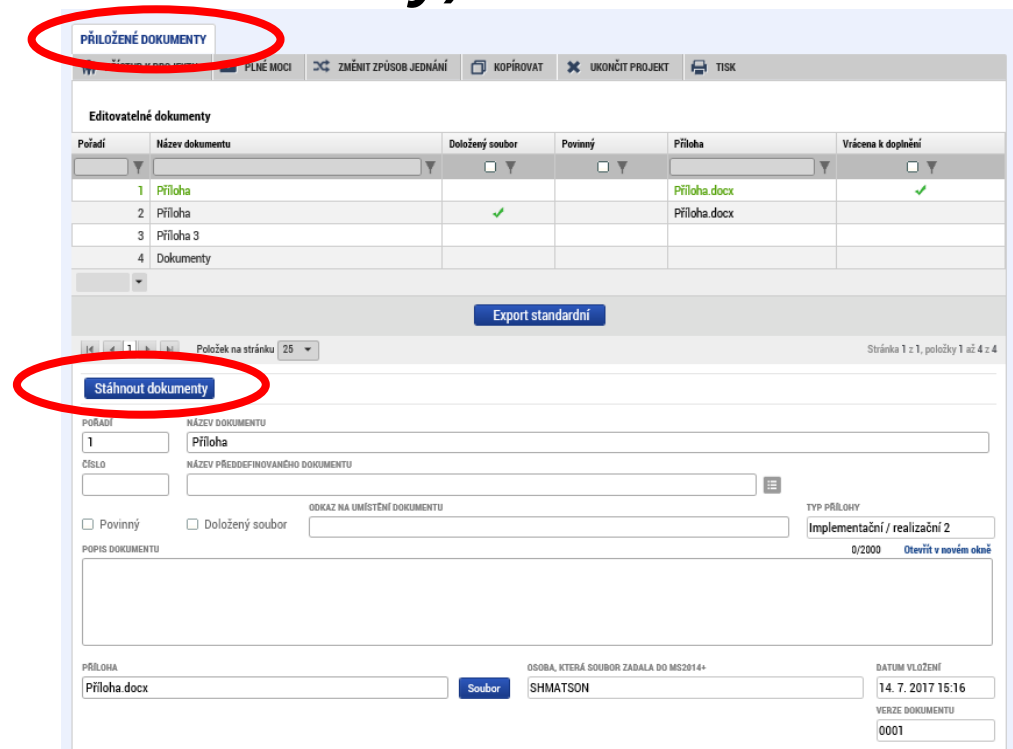 PŘILOŽENÉ DOKUMENTY
PLNÉ MOCI ZMĚNIT ZPŮSOB JEDNÁNÍ KOPÍROVAT UKONČIT PROJEKT TISK
Editovatelné dokumenty
Pořadí Název dokumentu Doložený soubor Povinný Příloha Vrácena k doplnění
1 Příloha Příloha.docx
2 Příloha Příloha.docx
3 Příloha 3
4 Dokumenty
Export standardní
1 Položek na stránku 25 Stránka 1 z 1, položky 1 až 4 z 4
Stáhnout dokumenty
POŘADÍ NÁZEV DOKUMENTU
1 Příloha
ČÍSLO NÁZEV PŘEDDEFINOVANÉHO DOKUMENTU
ODKAZ NA UMÍSTĚNÍ DOKUMENTU TYP PŘÍLOHY
Povinný Doložený soubor Implementační / realizační 2
POPIS DOKUMENTU 0/2000 Otevřít v novém okně
PŘÍLOHA OSOBA, KTERÁ SOUBOR ZADALA DO MS2014+ DATUM VLOŽENÍ
Příloha.docx Soubor SHMATSON 14. 7. 2017 15:16
VERZE DOKUMENTU
0001